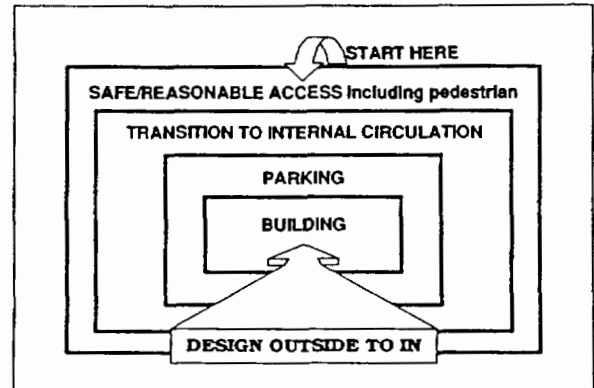 START HERE
SAFE/REASONABLE ACCESS including pedestrian
TRANSITION TO INTERNAL CIRCULATION
PARKING
BUILDING
DESIGN OUTSIDE TO IN